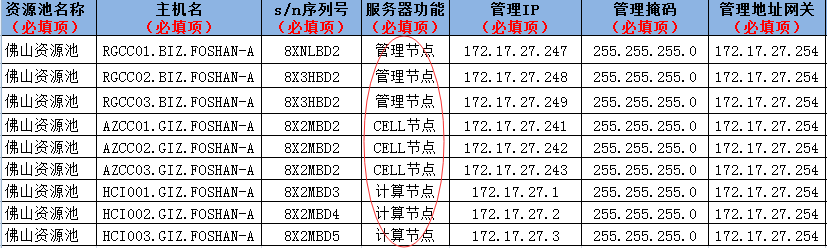 资源池名称 主机名 s/n序列号 服务器功能 管理IP 管理掩码 管理地址网关
(必填项) (必填项) (必填项) (必填项) (必填项) (必填项) (必填项)
佛山资源池 RGCC01.BIZ.FOSHAN-A 8XNLBD2 管理节点 172.17.27.247 255.255.255.0 172.17.27.254
佛山资源池 RGCC02.BIZ.FOSHAN-A 8X3HBD2 管理节点 172.17.27.248 255.255.255.0 172.17.27.254
佛山资源池 RGCC03.BIZ.FOSHAN-A 8X3HBD2 管理节点 172.17.27.249 255.255.255.0 172.17.27.254
佛山资源池 AZCC01.GIZ.FOSHAN-A 8X2MBD2 CELL节点 172.17.27.241 255.255.255.0 172.17.27.254
佛山资源池 AZCC02.GIZ.FOSHAN-A 8X2MBD2 CELL节点 172.17.27.242 255.255.255.0 172.17.27.254
佛山资源池 AZCC03.GIZ.FOSHAN-A 8X2MBD2 CELL节点 172.17.27.243 255.255.255.0 172.17.27.254
佛山资源池 HCI001.GIZ.FOSHAN-A 8X2MBD3 计算节点 172.17.27.1 255.255.255.0 172.17.27.254
佛山资源池 HCI002.GIZ.FOSHAN-A 8X2MBD4 计算节点 172.17.27.2 255.255.255.0 172.17.27.254
佛山资源池 HCI003.GIZ.FOSHAN-A 8X2MBD5 计算节点 172.17.27.3 255.255.255.0 172.17.27.254